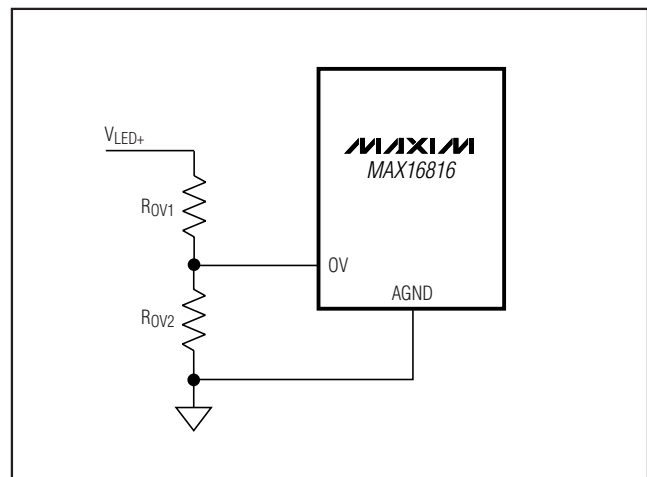 VLED+
MAXIM
MAX16816
ROV1
OV
AGND
ROV2